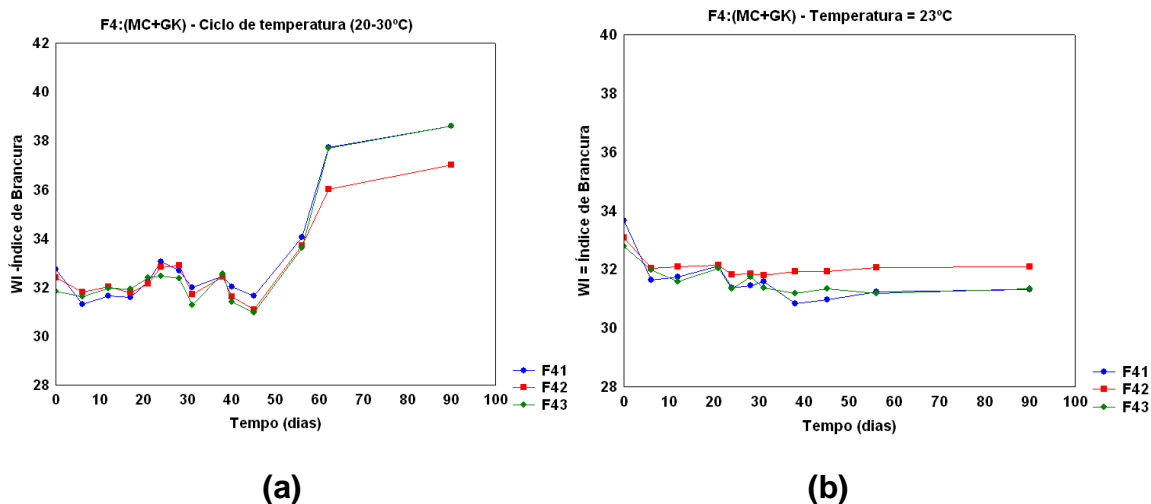 F4:(MC+GK) - Ciclo de temperatura (20-30ºC)
WI -Índice de Brancura
42
40
38
36
34
32
30
28
0 10 20 30 40 50 60 70 80 90 100
Tempo (dias)
F41
F42
F43
(a)
F4:(MC+GK) - Temperatura = 23ºC
WI = Índice de Brancura
40
38
36
34
32
30
28
0 10 20 30 40 50 60 70 80 90 100
Tempo (dias)
F41
F42
F43
(b)